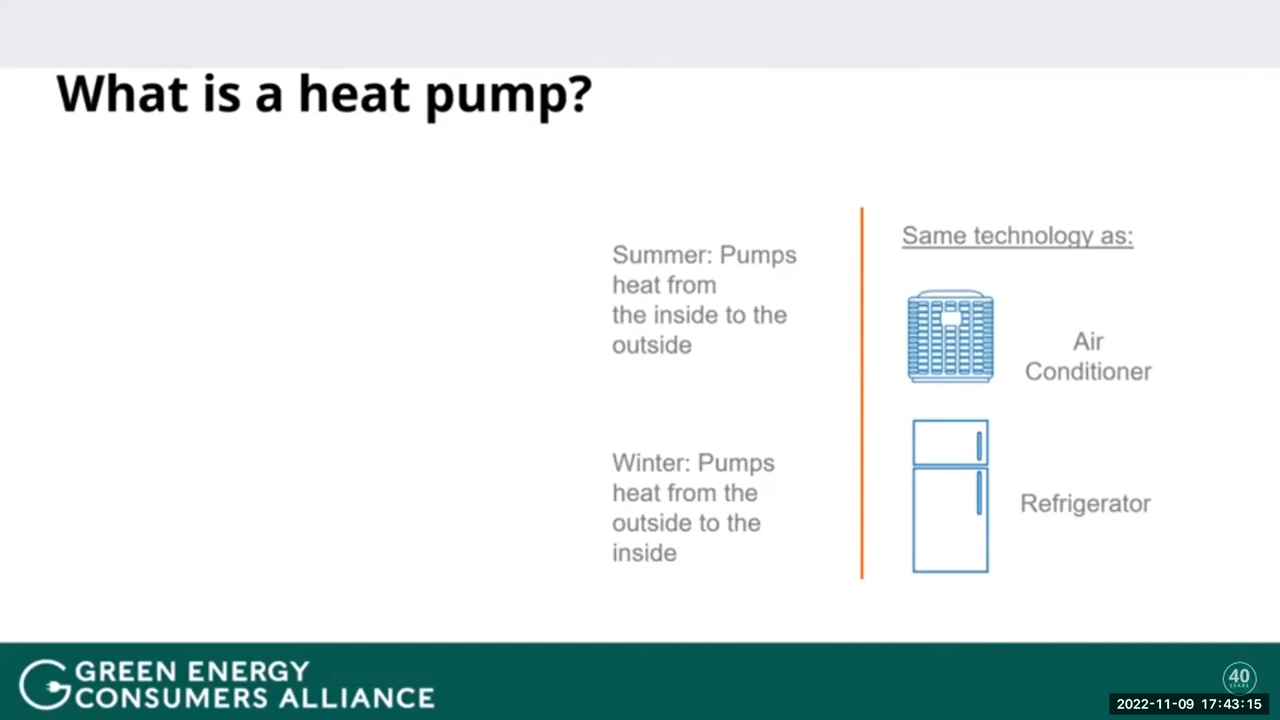 What is a heat pump?
Summer: Pumps
heat from
the inside to the
outside
Winter: Pumps
heat from the
outside to the
inside
Same technology as:
Air
Conditioner
Refrigerator
GREEN ENERGY
CONSUMERS ALLIANCE
40
YEARS
2022-11-09 17:43:15